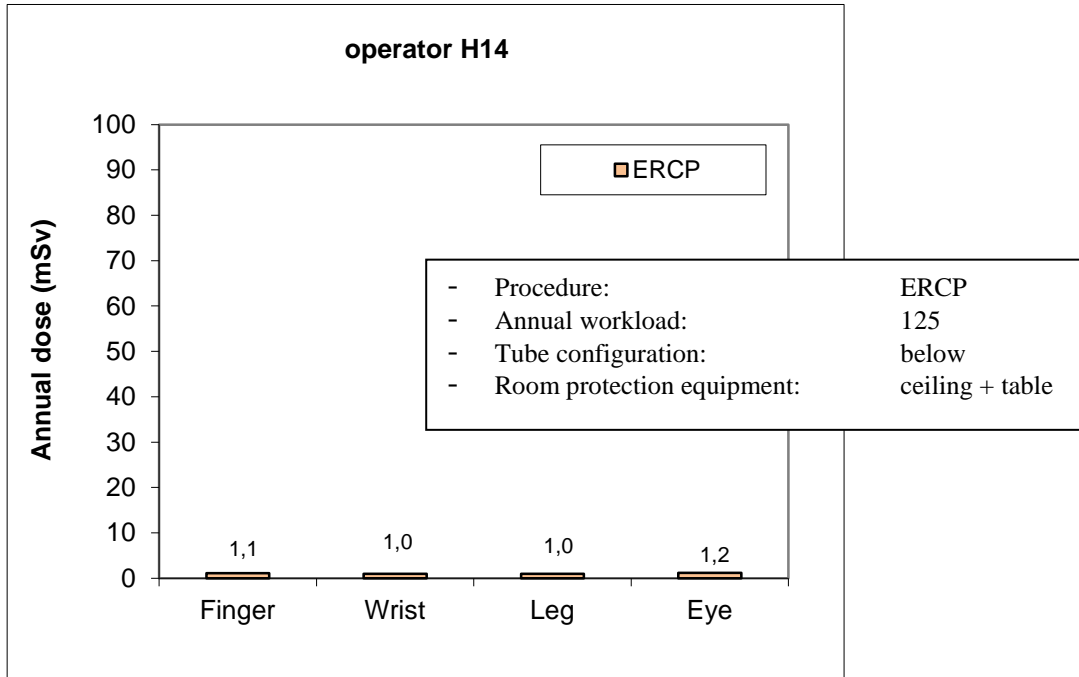 operator H14
ERCP
Annual dose (mSv)
100
90
80
70
60
50
40
30
20
10
0
1,1
1,0
1,0
1,2
Finger
Wrist
Leg
Eye
- Procedure: ERCP
- Annual workload: 125
- Tube configuration: below
- Room protection equipment: ceiling + table